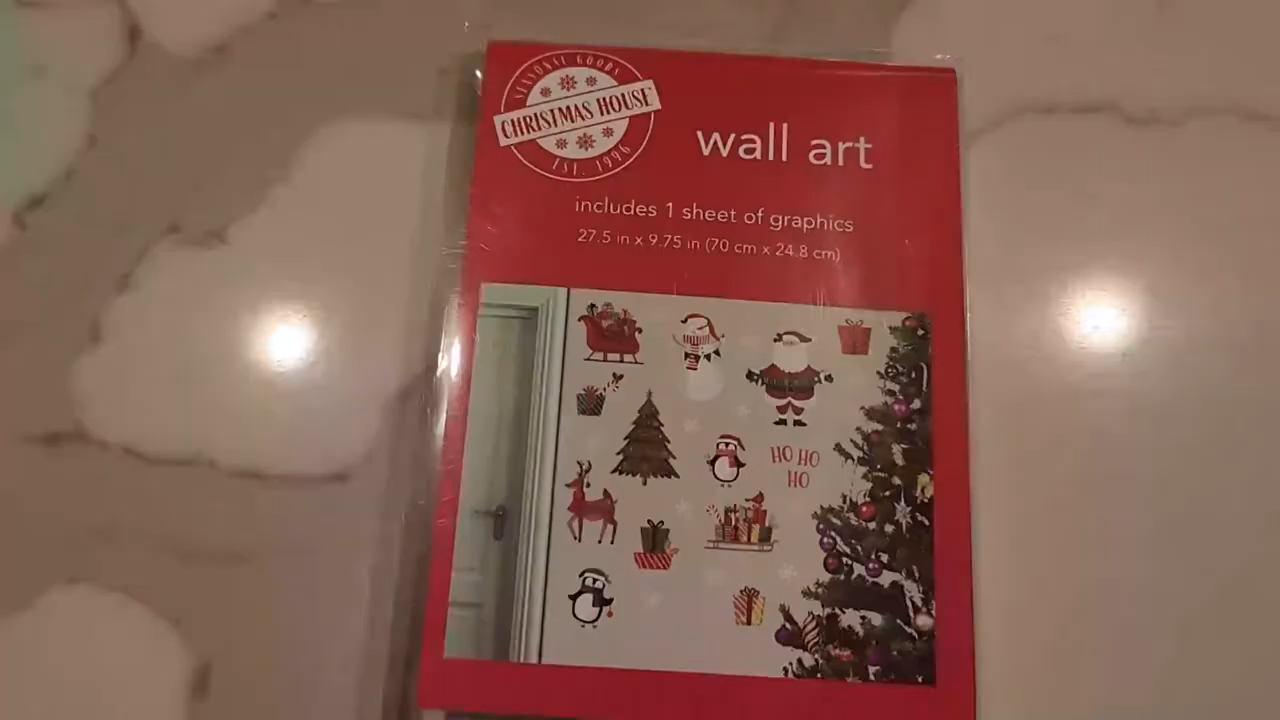 SEASONAL GOODS
CHRISTMAS HOUSE
EST. 1996
wall art
includes 1 sheet of graphics
27.5 in x 9.75 in (70 cm x 24.8 cm)
HO HO
HO